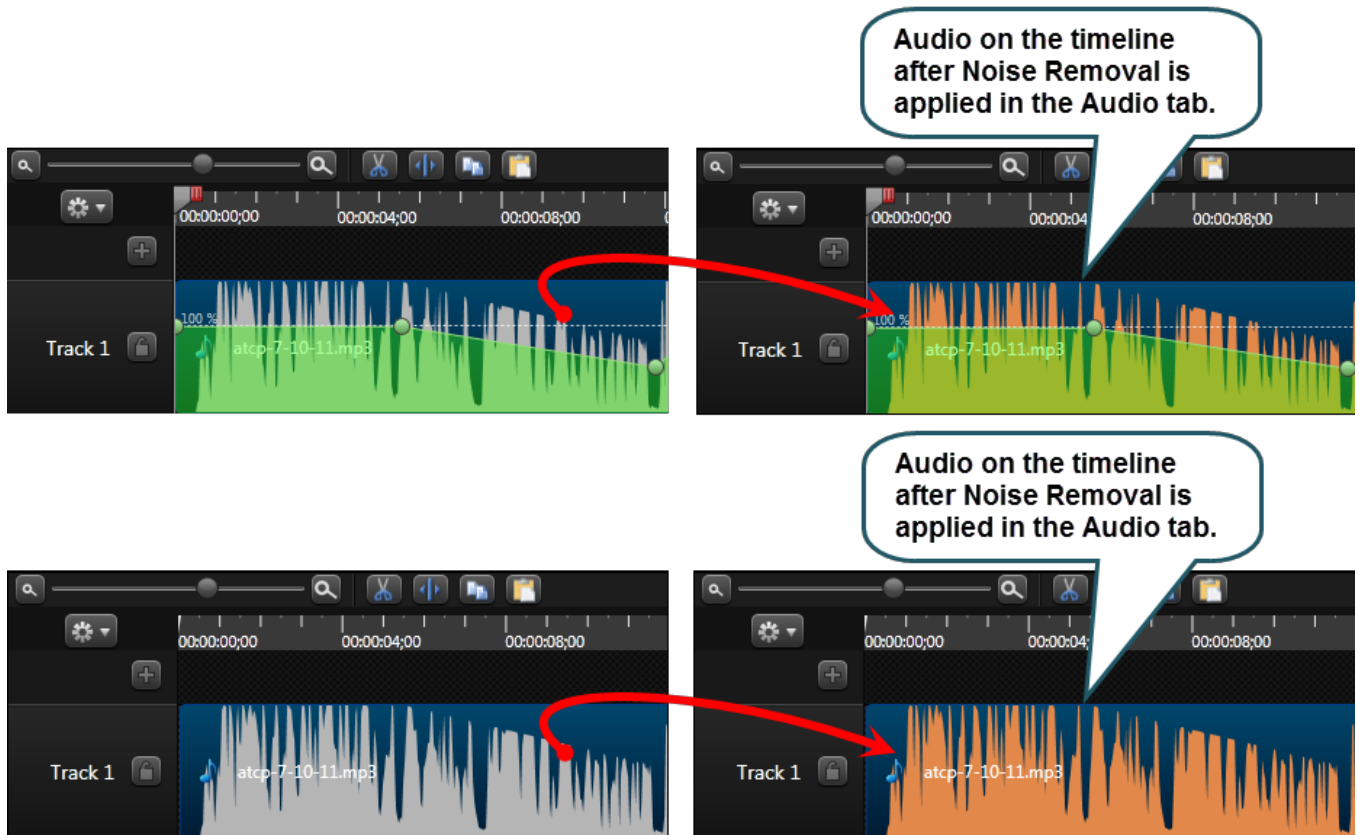 Audio on the timeline
after Noise Removal is
applied in the Audio tab.
00:00:00;00 00:00:04;00 00:00:08;00
100 %
Track 1
atcp-7-10-11.mp3
00:00:00;00 00:00:04 00:00:08;00
100 %
Track 1
atcp-7-10-11.mp3
Audio on the timeline
after Noise Removal is
applied in the Audio tab.
00:00:00;00 00:00:04;00 00:00:08;00
Track 1
atcp-7-10-11.mp3
00:00:00;00 00:00:04; 00:00:08;00
Track 1
atcp-7-10-11.mp3